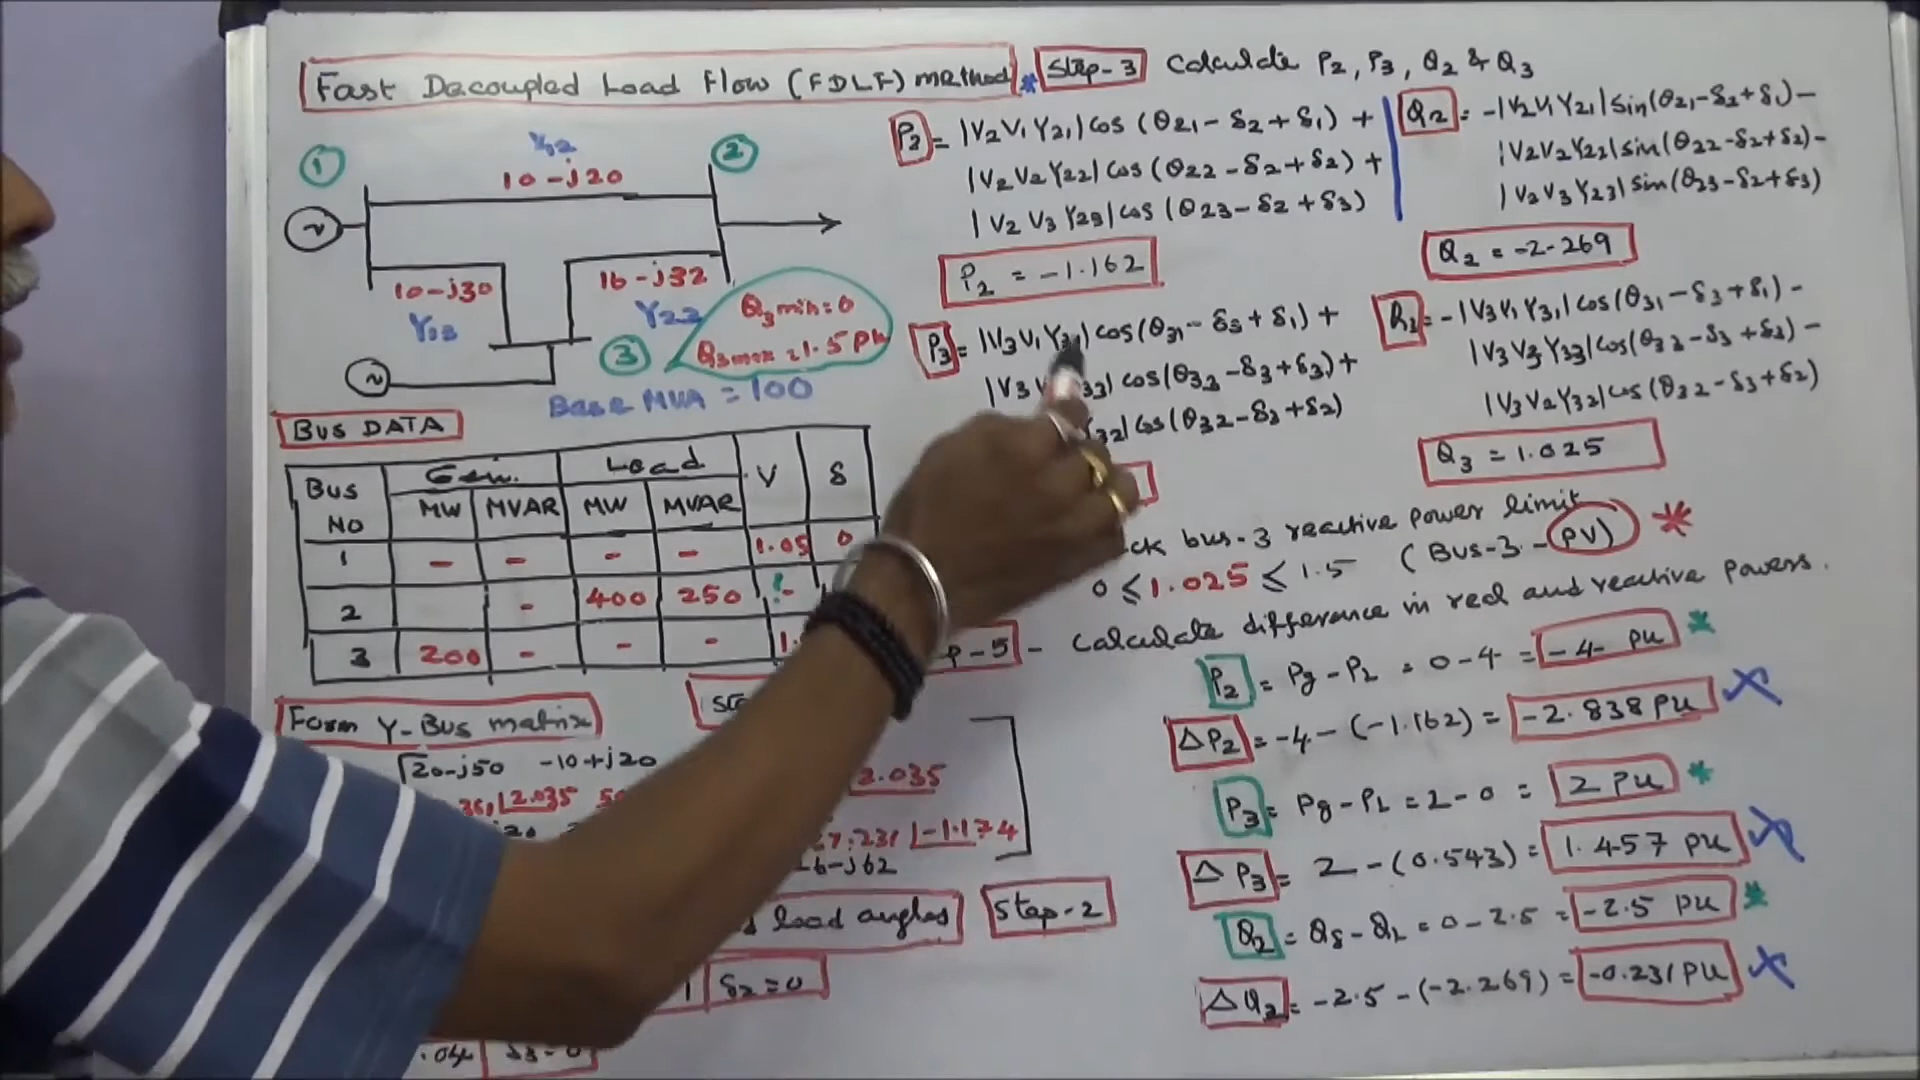 Fast Decoupled Load Flow (FDLF) method
1
2
10-j20
10-j30
16-j32
Y23
3
Q3min=0
Q3max=1.5 PU
Base MVA = 100
BUS DATA
Bus NO Gen. Load V δ
MW MVAR MW MVAR
1 - - - - 1.05 0
2 - 400 250 -
3 200 - - -
Form Y-Bus matrix
20-j50 -10+j20
2.035 2.035
-1.174
-j62
load angles Step-2
δ2=0
* Step-3 Calculate P2, P3, Q2 & Q3
P2 = |V2V1Y21|cos(θ21-δ2+δ1) +
|V2V2Y22|cos(θ22-δ2+δ2) +
|V2V3Y23|cos(θ23-δ2+δ3)
P2 = -1.162
P3 = |V3V1Y31|cos(θ31-δ3+δ1) +
cos(θ33-δ3+δ3)+
cos(θ32-δ3+δ2)
Q2 = -|V2V1Y21|sin(θ21-δ2+δ1)-
|V2V2Y22|sin(θ22-δ2+δ2)-
|V2V3Y23|sin(θ23-δ2+δ3)
Q2 = -2.269
= -|V3V1Y31|cos(θ31-δ3+δ1)-
|V3V3Y33|cos(θ33-δ3+δ3)-
|V3V2Y32|cos(θ32-δ3+δ2)
Q3 = 1.025
ck bus-3 reactive power limit
0 ≤ 1.025 ≤ 1.5 (Bus-3-PV) *
p-5 - calculate difference in real and reactive powers.
P2 = Pg-PL = 0-4 = -4 PU *
ΔP2 = -4-(-1.162) = -2.838 PU
P3 = Pg-PL = 2-0 = 2 PU *
ΔP3 = 2-(0.543) = 1.457 PU
Q2 = Qg-QL = 0-2.5 = -2.5 PU *
ΔQ2 = -2.5-(-2.269) = -0.231 PU